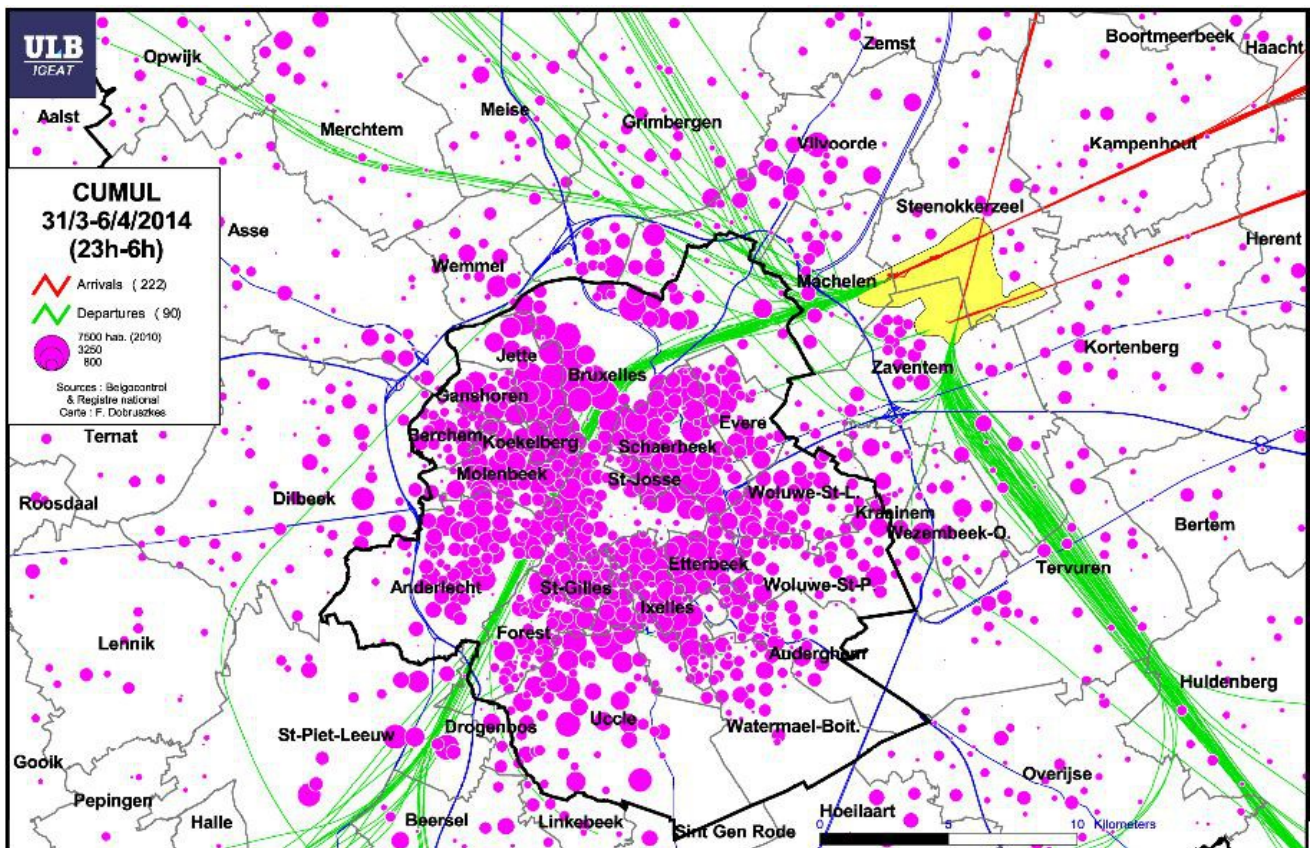 ULB
ICEAT
Opwijk
Zemst
Boortmeerbeek
Haacht
Aalst
Merchtem
Meise
Grimbergen
Vilvoorde
Kampenhout
CUMUL
31/3-6/4/2014
(23h-6h)
Arrivals ( 222)
Departures ( 90)
7500 hab. (2010)
3250
800
Sources : Belgocontrol
& Registre national
Carte : F. Dobruszkes
Steenokkerzeel
Asse
Herent
Wemmel
Machelen
Jette
Bruxelles
Zaventem
Kortenberg
Ganshoren
Evere
Ternat
Berchem
Koekelberg
Schaerbeek
Molenbeek
St-Josse
Woluwe-St-L.
Roosdaal
Dilbeek
Kraainem
Wezembeek-O.
Bertem
Etterbeek
Tervuren
Anderlecht
St-Gilles
Woluwe-St-P.
Ixelles
Lennik
Forest
Auderghem
Huldenberg
St-Piet-Leeuw
Drogenbos
Uccle
Watermael-Boit.
Gooik
Overijse
Pepingen
Halle
Beersel
Linkebeek
Sint Gen Rode
Hoeilaart
0 5 10 Kilometers